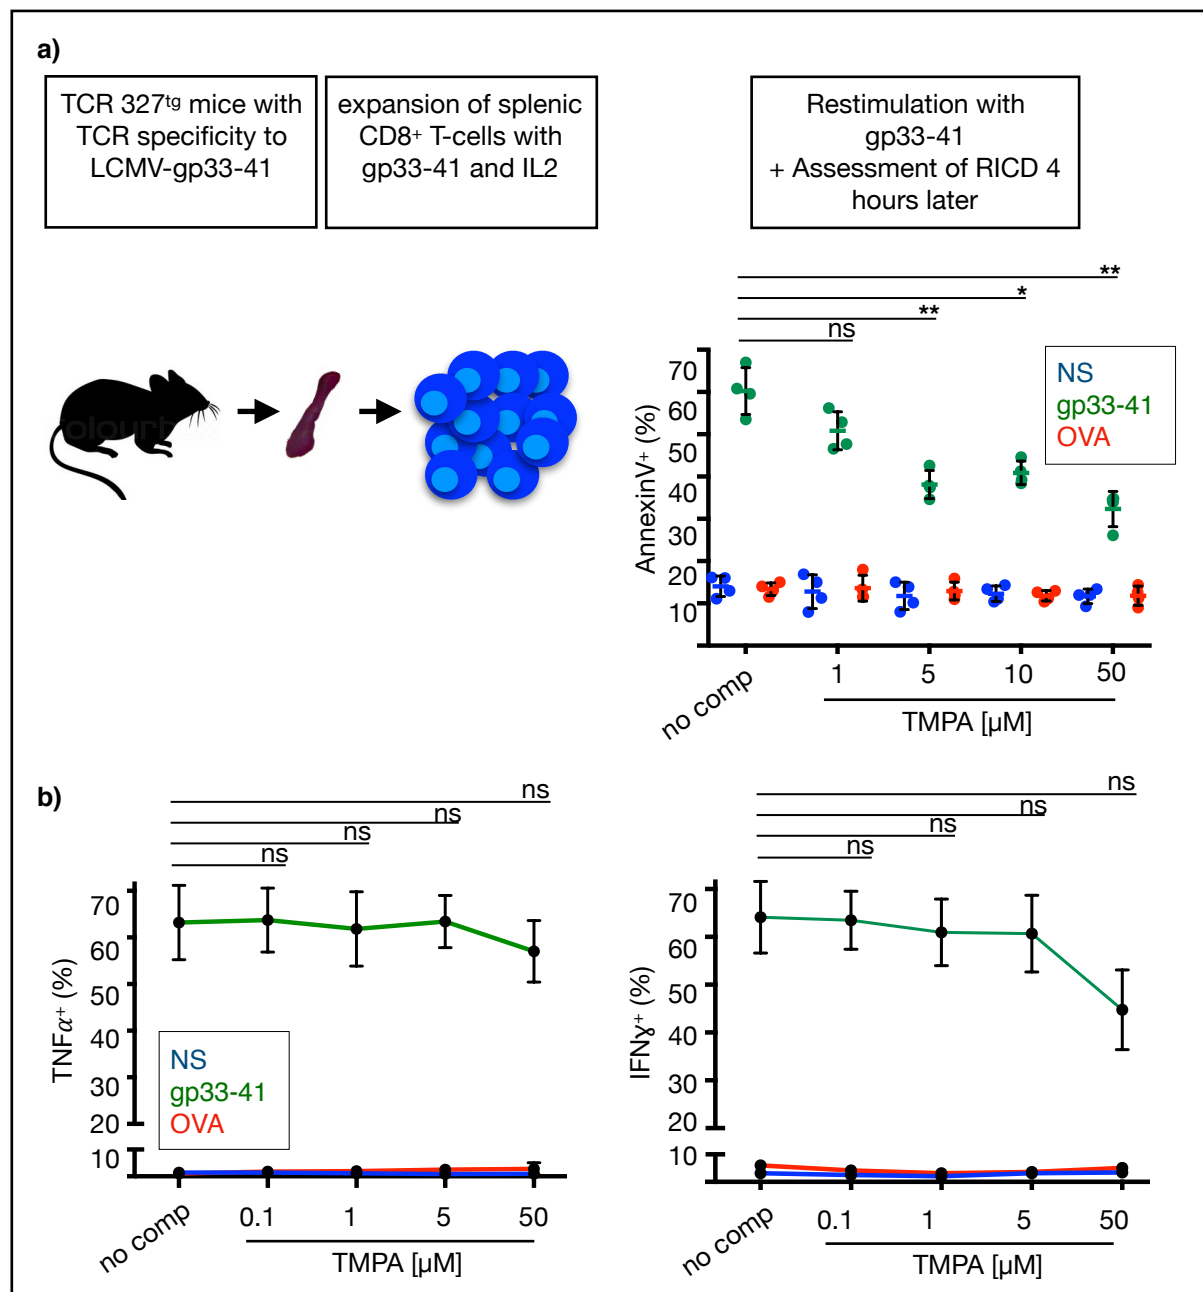 a)
TCR 327tg mice with
TCR specificity to
LCMV-gp33-41
expansion of splenic
CD8+ T-cells with
gp33-41 and IL2
Restimulation with
gp33-41
+ Assessment of RICD 4
hours later
**
*
**
ns
70
60
50
40
30
20
10
AnnexinV+ (%)
NS
gp33-41
OVA
no comp
1
5
10
50
TMPA [µM]
b)
ns
ns
ns
ns
70
60
50
40
30
20
10
TNFα+ (%)
NS
gp33-41
OVA
no comp
0.1
1
5
50
TMPA [µM]
ns
ns
ns
ns
70
60
50
40
30
20
10
IFNγ+ (%)
no comp
0.1
1
5
50
TMPA [µM]